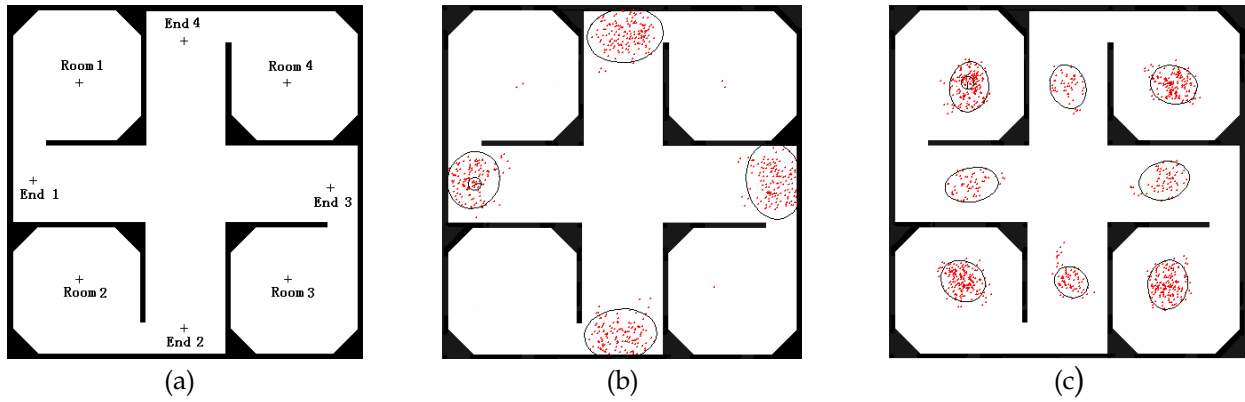 End 4
Room 1
Room 4
End 1
End 3
Room 2
Room 3
End 2
(a)
(b)
(c)